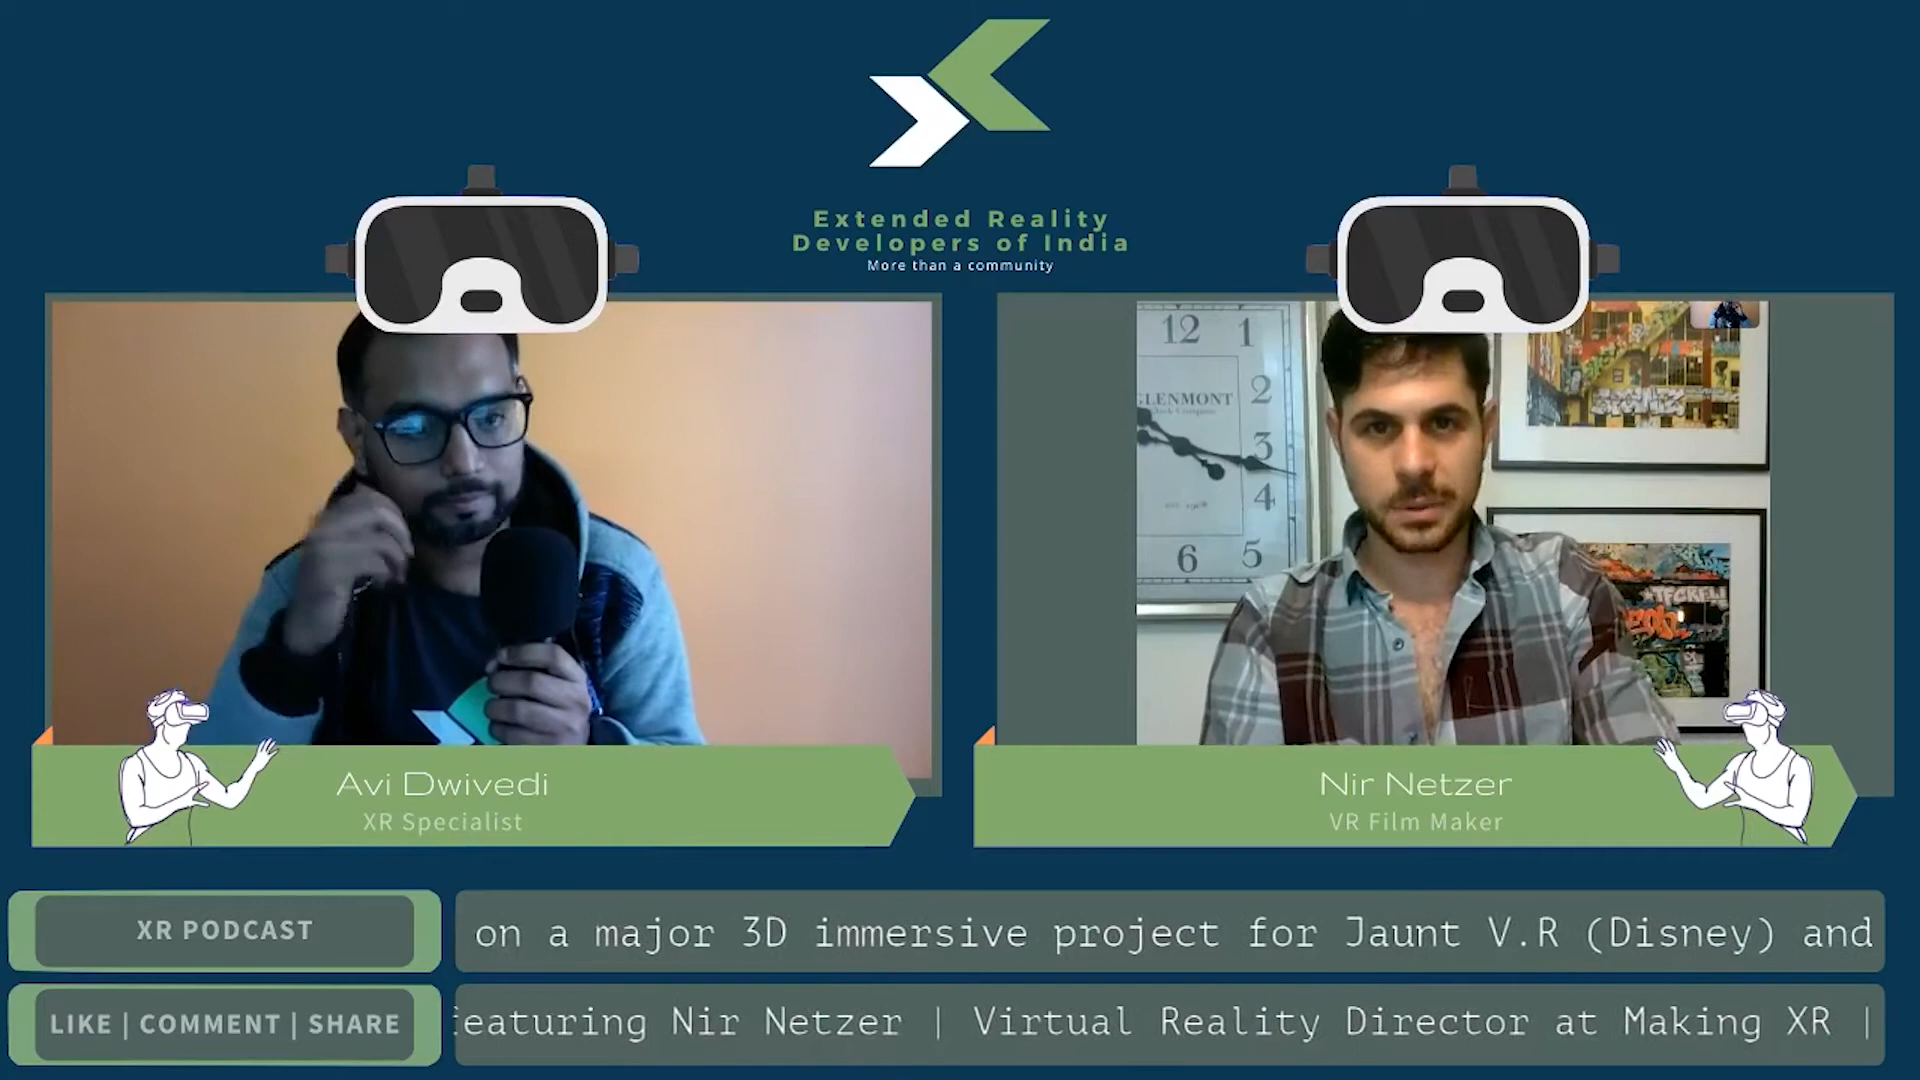 Extended Reality
Developers of India
More than a community
12
1
2
GLENMONT
3
4
5
6
Avi Dwivedi
XR Specialist
Nir Netzer
VR Film Maker
XR PODCAST
on a major 3D immersive project for Jaunt V.R (Disney) and
LIKE | COMMENT | SHARE
featuring Nir Netzer | Virtual Reality Director at Making XR |